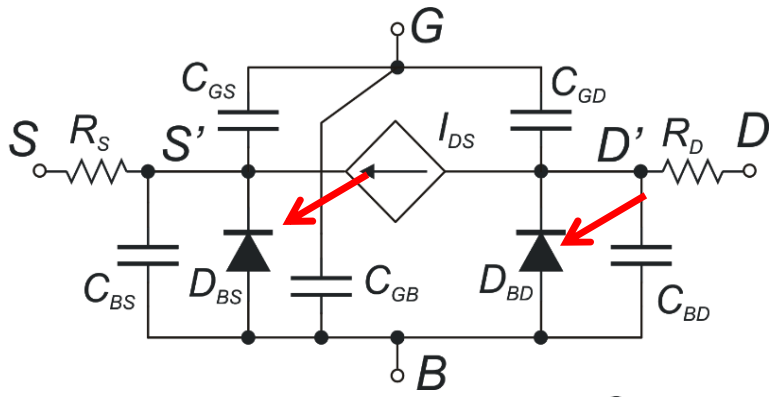 G
C_GS
C_GD
I_DS
S
R_S
S’
D’
R_D
D
C_BS
D_BS
C_GB
D_BD
C_BD
B